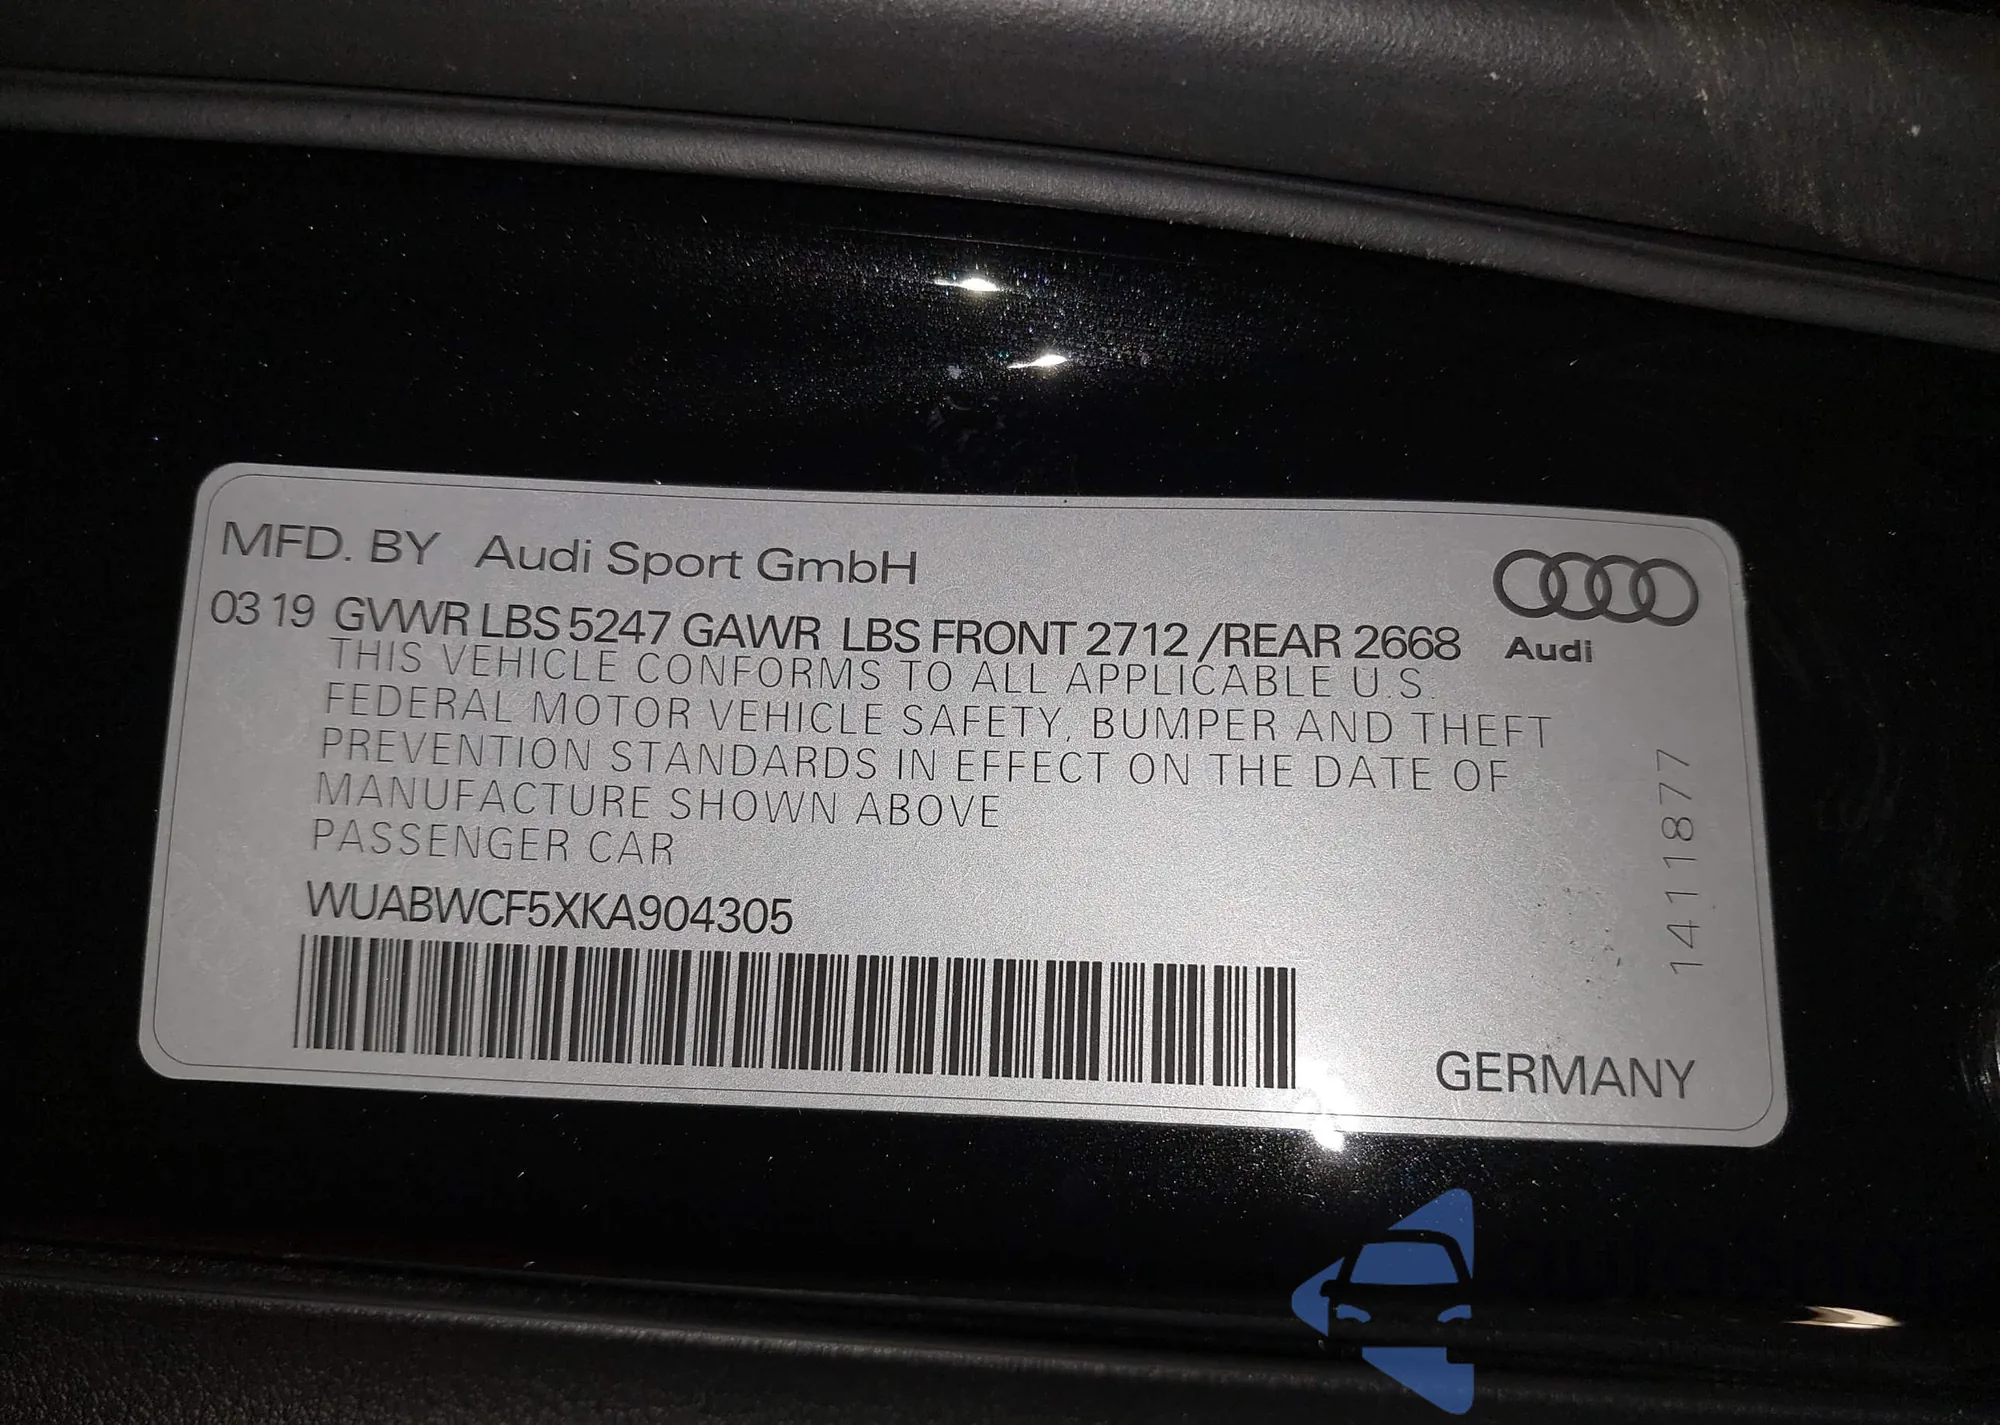 MFD. BY Audi Sport GmbH
03 19 GVWR LBS 5247 GAWR LBS FRONT 2712 /REAR 2668
Audi
THIS VEHICLE CONFORMS TO ALL APPLICABLE U.S.
FEDERAL MOTOR VEHICLE SAFETY, BUMPER AND THEFT
PREVENTION STANDARDS IN EFFECT ON THE DATE OF
MANUFACTURE SHOWN ABOVE
PASSENGER CAR
WUABWCF5XKA904305
1411877
GERMANY